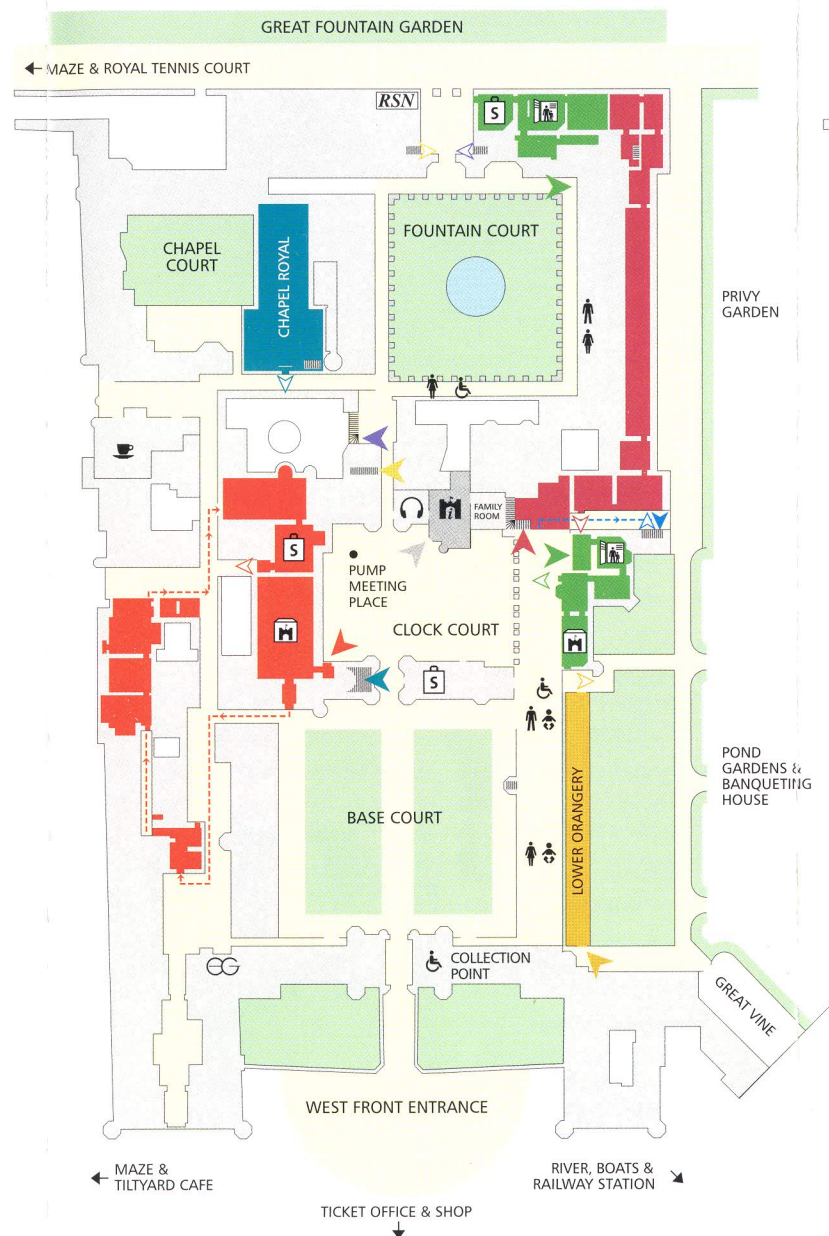 GREAT FOUNTAIN GARDEN
MAZE & ROYAL TENNIS COURT
RSN
S
FOUNTAIN COURT
CHAPEL
COURT
CHAPEL ROYAL
PRIVY
GARDEN
i
FAMILY
ROOM
S
PUMP
MEETING
PLACE
CLOCK COURT
S
BASE COURT
LOWER ORANGERY
POND
GARDENS &
BANQUETING
HOUSE
COLLECTION
POINT
GREAT VINE
WEST FRONT ENTRANCE
MAZE &
TILTYARD CAFE
RIVER, BOATS &
RAILWAY STATION
TICKET OFFICE & SHOP